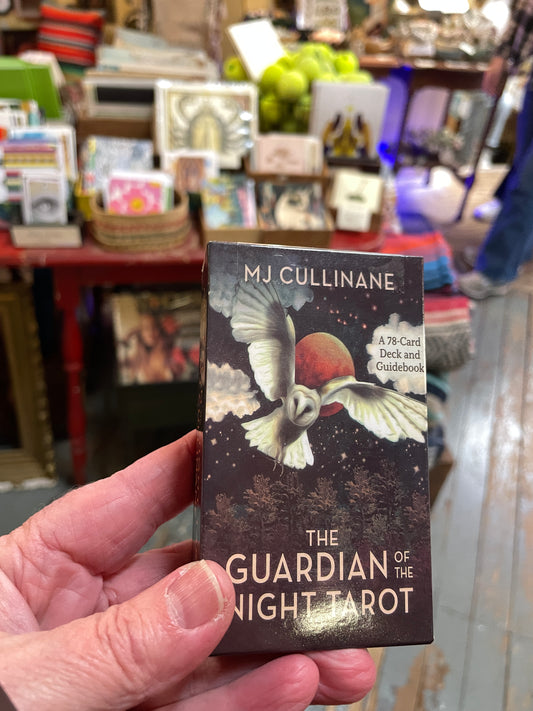 MJ CULLINANE
A 78-Card
Deck and
Guidebook
THE
GUARDIAN OF THE
NIGHT TAROT